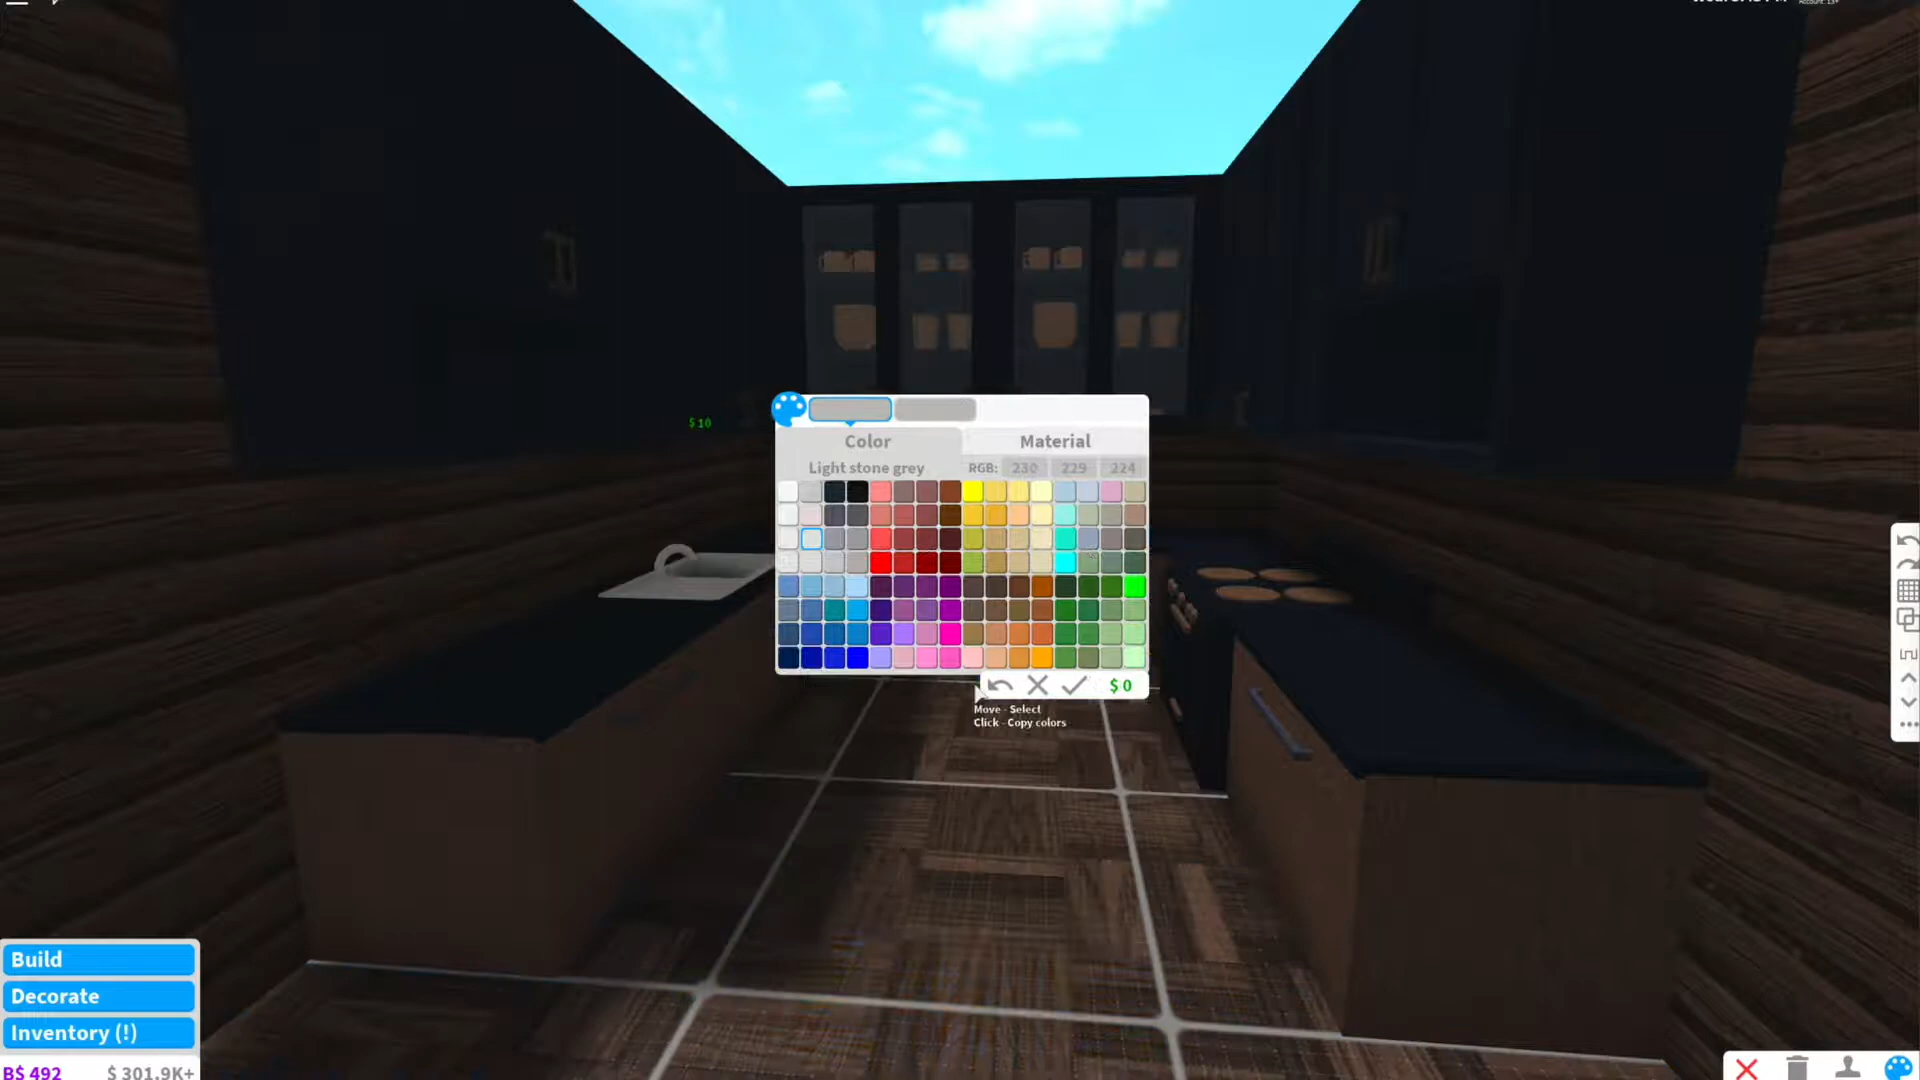 $10
Color
Material
Light stone grey
RGB: 230 229 224
$ 0
Move - Select
Click - Copy colors
Build
Decorate
Inventory (!)
B$ 492
$ 301.9K+